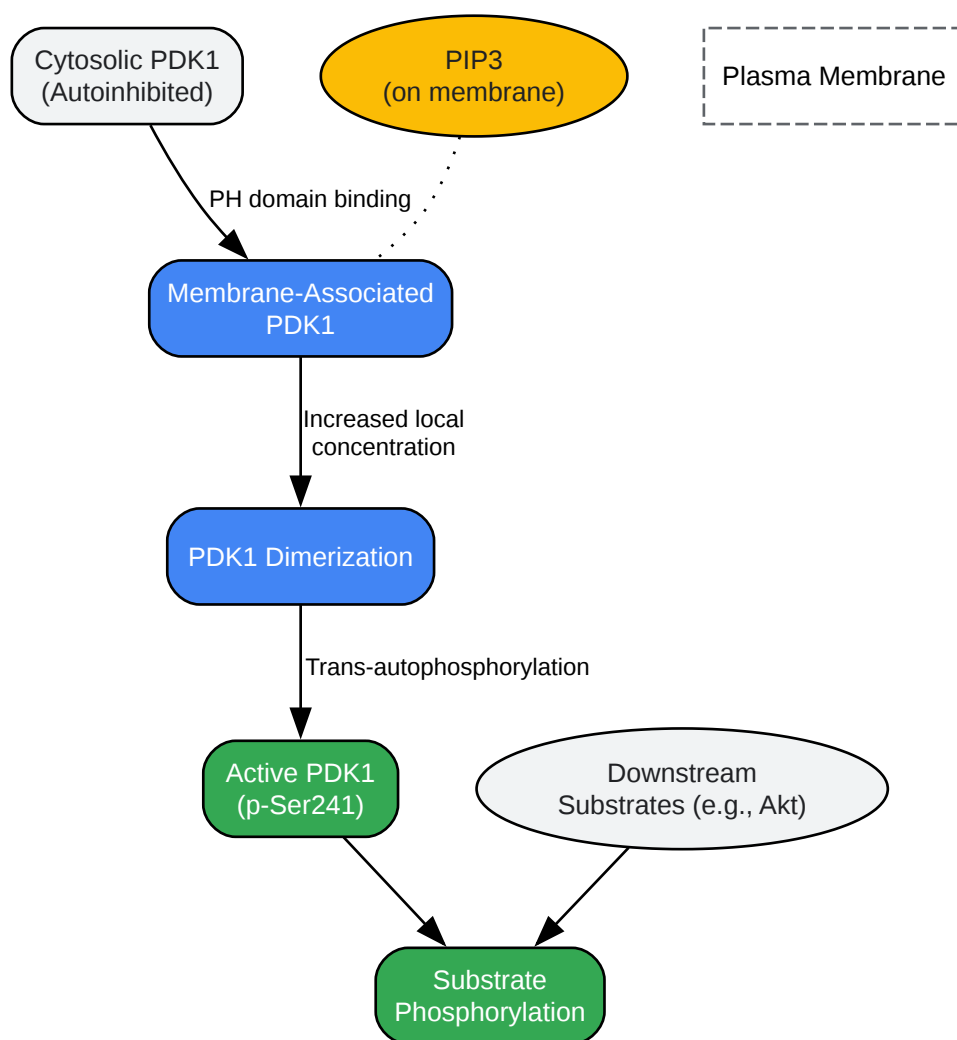 Cytosolic PDK1
(Autoinhibited)
PIP3
(on membrane)
Plasma Membrane
PH domain binding
Membrane-Associated
PDK1
Increased local
concentration
PDK1 Dimerization
Trans-autophosphorylation
Active PDK1
(p-Ser241)
Downstream
Substrates (e.g., Akt)
Substrate
Phosphorylation